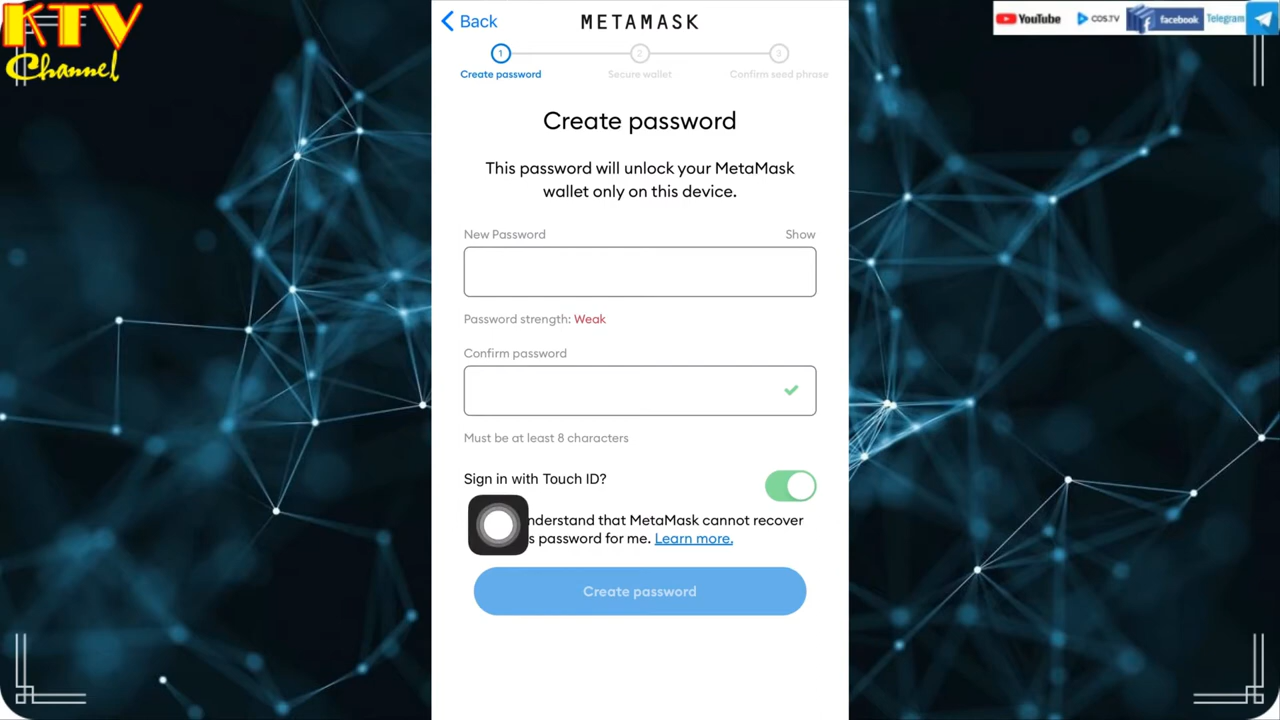 KTV
Channel
YouTube
COS.TV
facebook
Telegram
Back
METAMASK
1
2
3
Create password
Secure wallet
Confirm seed phrase
Create password
This password will unlock your MetaMask
wallet only on this device.
New Password
Show
Password strength: Weak
Confirm password
Must be at least 8 characters
Sign in with Touch ID?
nderstand that MetaMask cannot recover
s password for me. Learn more.
Create password